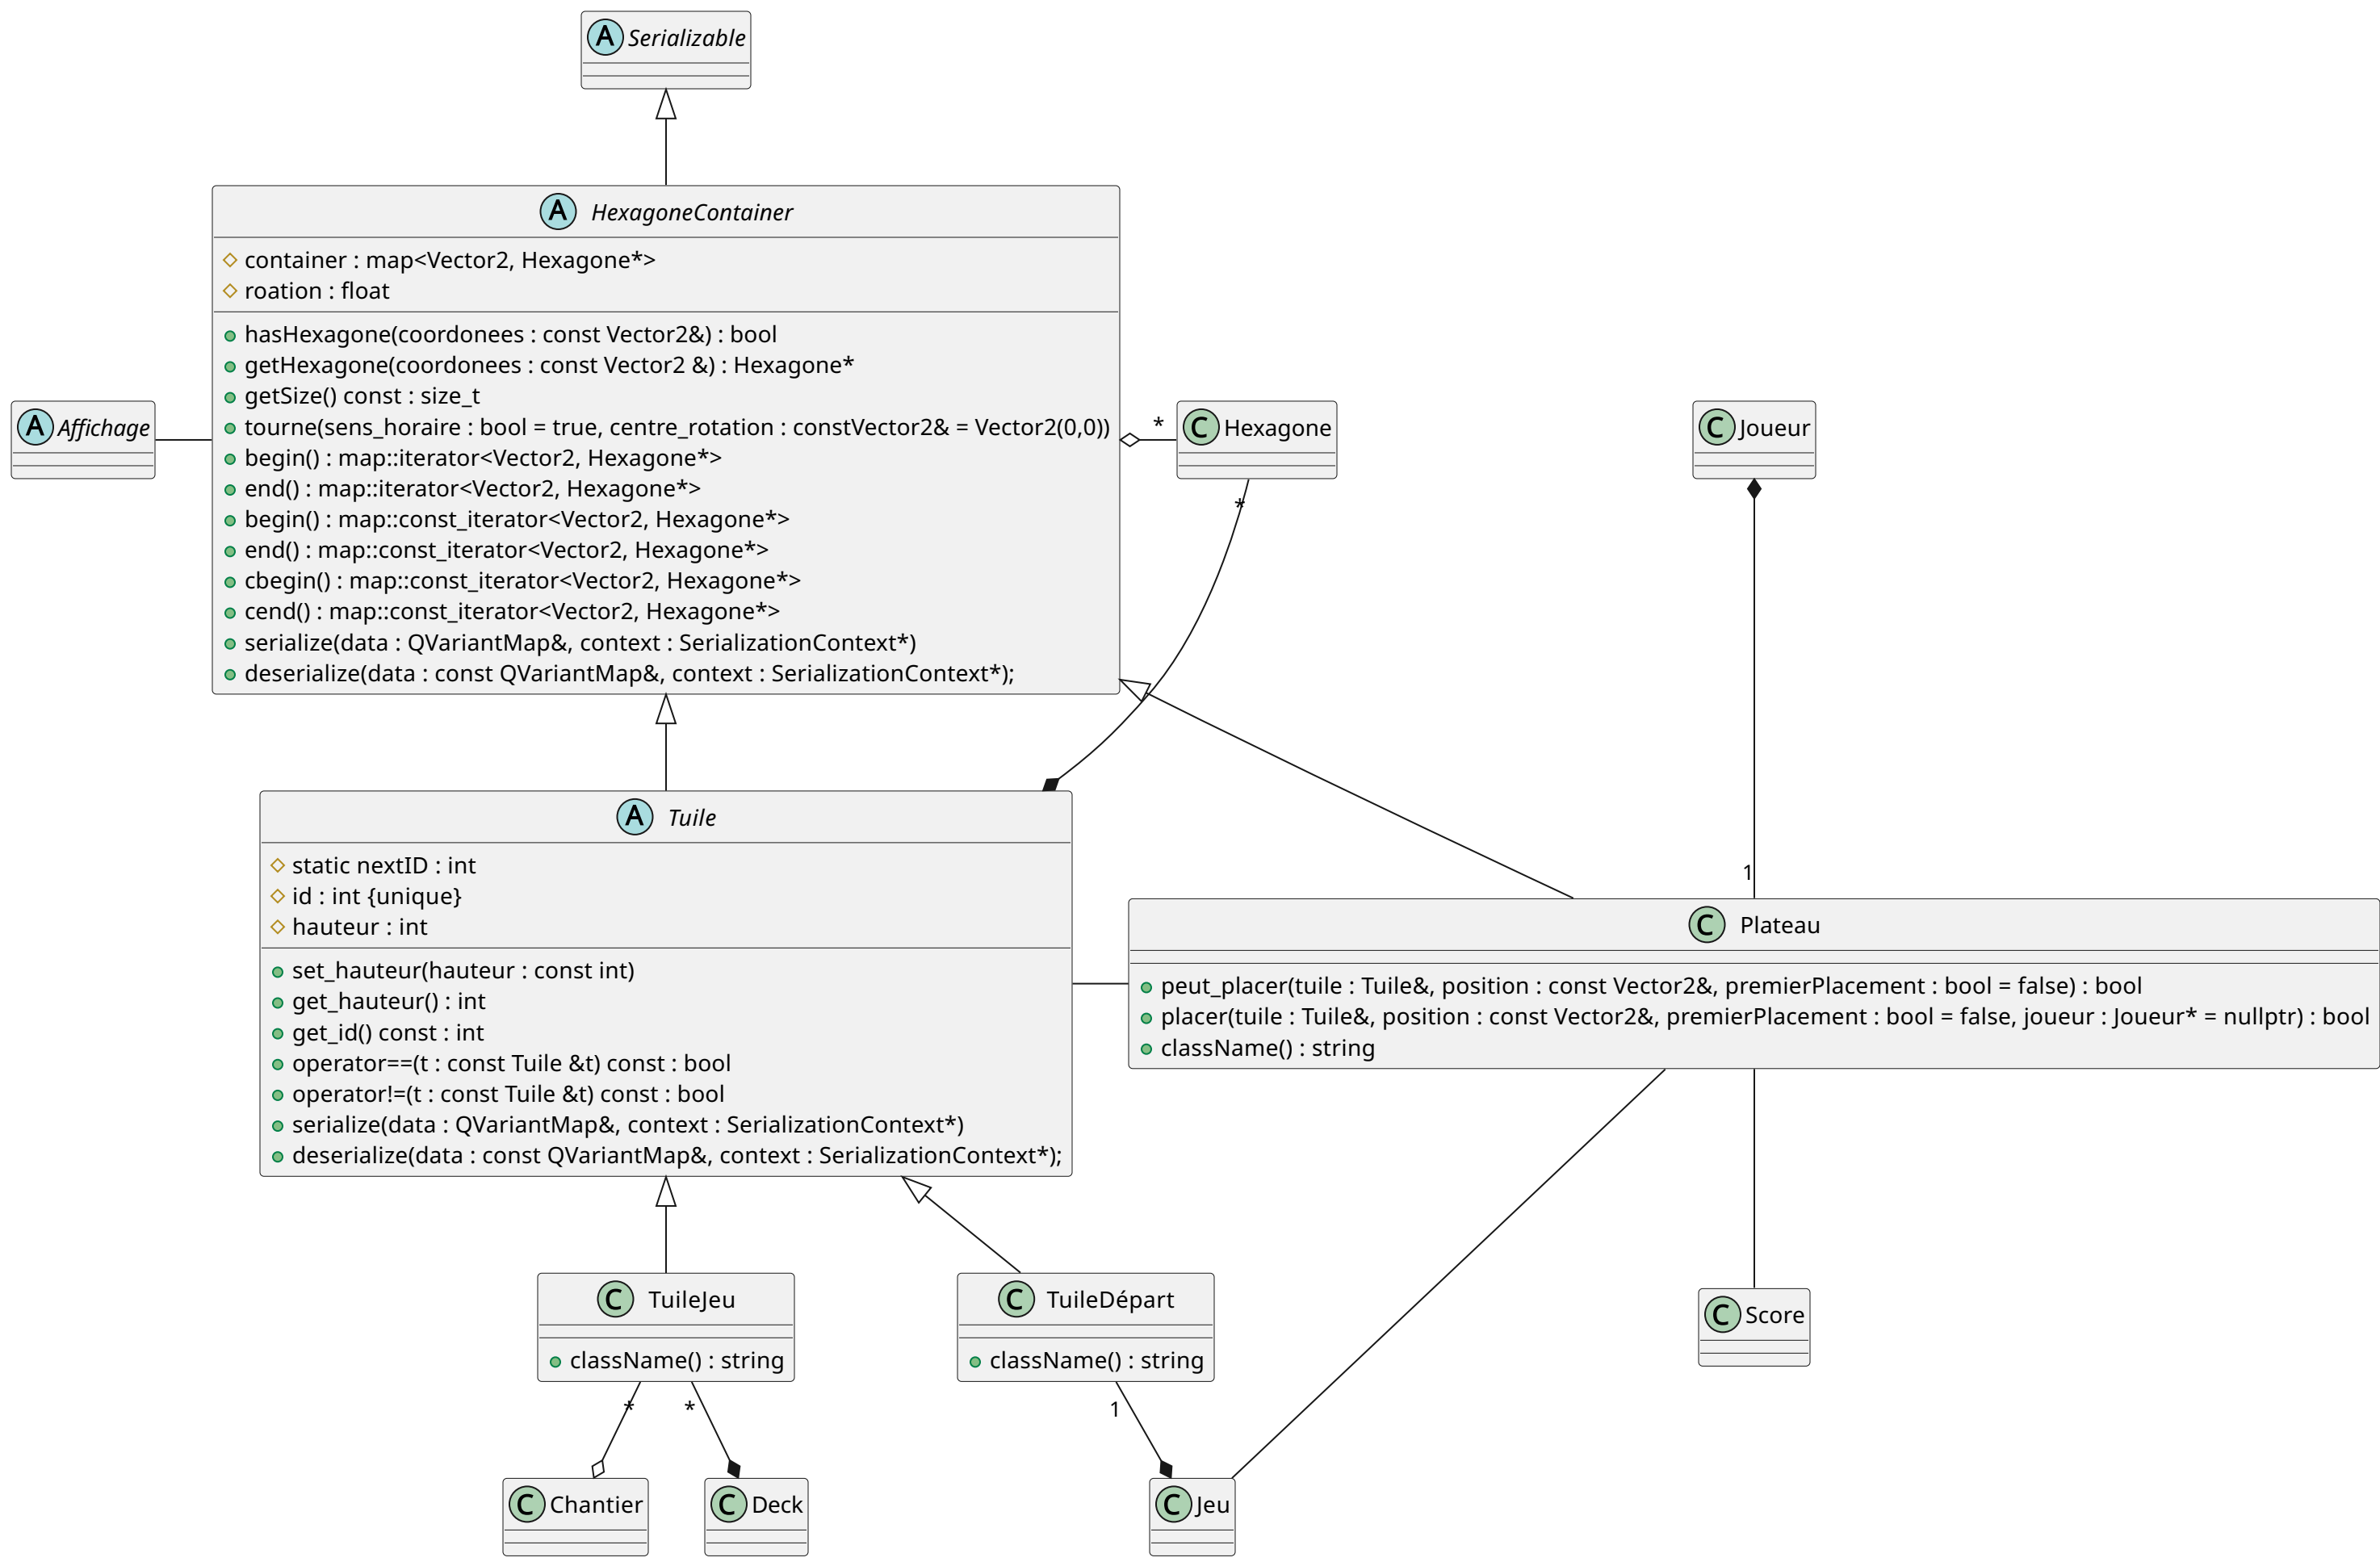 A Serializable
A HexagoneContainer
container : map<Vector2, Hexagone*>
roation : float
hasHexagone(coordonees : const Vector2&) : bool
getHexagone(coordonees : const Vector2 &) : Hexagone*
getSize() const : size_t
tourne(sens_horaire : bool = true, centre_rotation : constVector2& = Vector2(0,0))
begin() : map::iterator<Vector2, Hexagone*>
end() : map::iterator<Vector2, Hexagone*>
begin() : map::const_iterator<Vector2, Hexagone*>
end() : map::const_iterator<Vector2, Hexagone*>
cbegin() : map::const_iterator<Vector2, Hexagone*>
cend() : map::const_iterator<Vector2, Hexagone*>
serialize(data : QVariantMap&, context : SerializationContext*)
deserialize(data : const QVariantMap&, context : SerializationContext*);
A Affichage
*
C Hexagone
*
C Joueur
1
A Tuile
static nextID : int
id : int {unique}
hauteur : int
set_hauteur(hauteur : const int)
get_hauteur() : int
get_id() const : int
operator==(t : const Tuile &t) const : bool
operator!=(t : const Tuile &t) const : bool
serialize(data : QVariantMap&, context : SerializationContext*)
deserialize(data : const QVariantMap&, context : SerializationContext*);
C Plateau
peut_placer(tuile : Tuile&, position : const Vector2&, premierPlacement : bool = false) : bool
placer(tuile : Tuile&, position : const Vector2&, premierPlacement : bool = false, joueur : Joueur* = nullptr) : bool
className() : string
C TuileJeu
className() : string
C TuileDépart
className() : string
C Score
*
*
1
C Chantier
C Deck
C Jeu